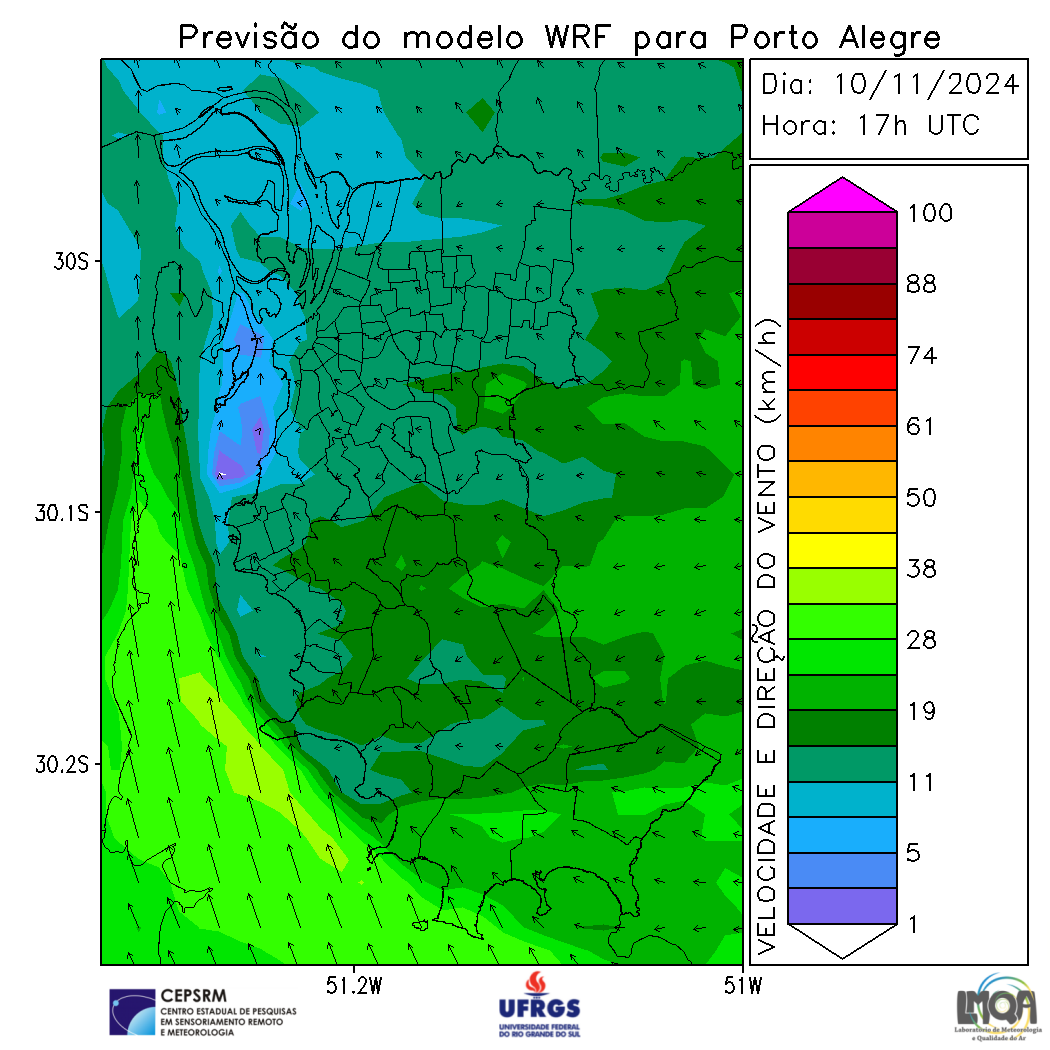 Previsão do modelo WRF para Porto Alegre
Dia: 10/11/2024
Hora: 17h UTC
30S
30.1S
30.2S
51.2W
51W
VELOCIDADE E DIREÇÃO DO VENTO (km/h)
100
88
74
61
50
38
28
19
11
5
1
CEPSRM
CENTRO ESTADUAL DE PESQUISAS
EM SENSORIAMENTO REMOTO
E METEOROLOGIA
UFRGS
UNIVERSIDADE FEDERAL
DO RIO GRANDE DO SUL
LMQA
Laboratório de Meteorologia
e Qualidade do Ar